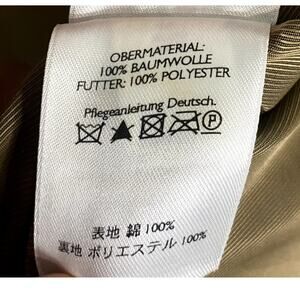 OBERMATERIAL:
100% BAUMWOLLE
FUTTER: 100% POLYESTER
Pflegeanleitung Deutsch.
P
表地 綿 100%
裏地 ポリエステル 100%